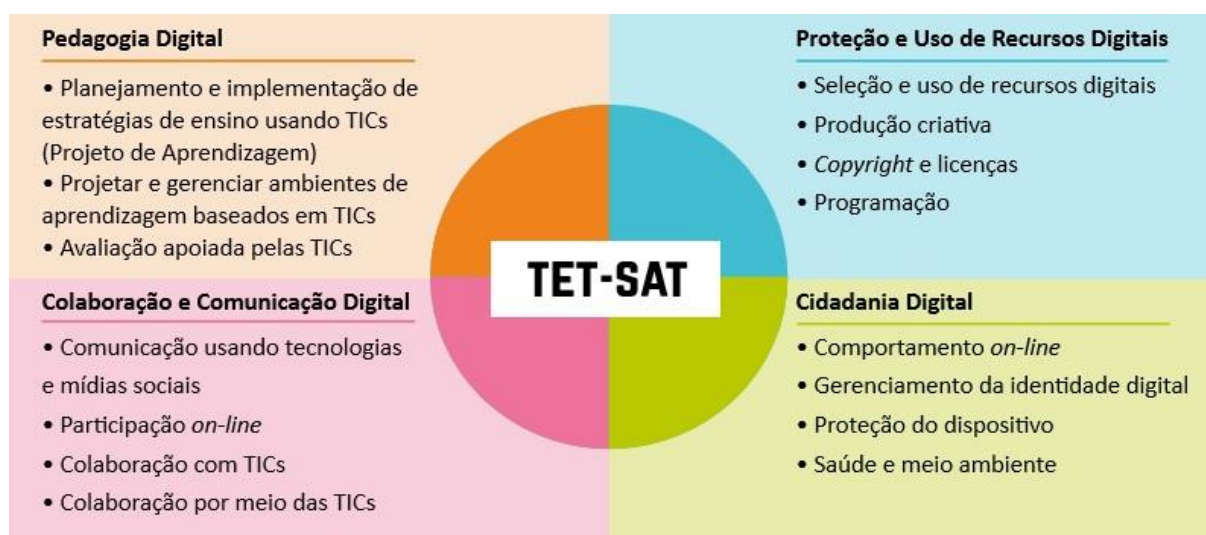 Pedagogia Digital
• Planejamento e implementação de
estratégias de ensino usando TICs
(Projeto de Aprendizagem)
• Projetar e gerenciar ambientes de
aprendizagem baseados em TICs
• Avaliação apoiada pelas TICs
Proteção e Uso de Recursos Digitais
• Seleção e uso de recursos digitais
• Produção criativa
• Copyright e licenças
• Programação
TET-SAT
Colaboração e Comunicação Digital
• Comunicação usando tecnologias
e mídias sociais
• Participação on-line
• Colaboração com TICs
• Colaboração por meio das TICs
Cidadania Digital
• Comportamento on-line
• Gerenciamento da identidade digital
• Proteção do dispositivo
• Saúde e meio ambiente